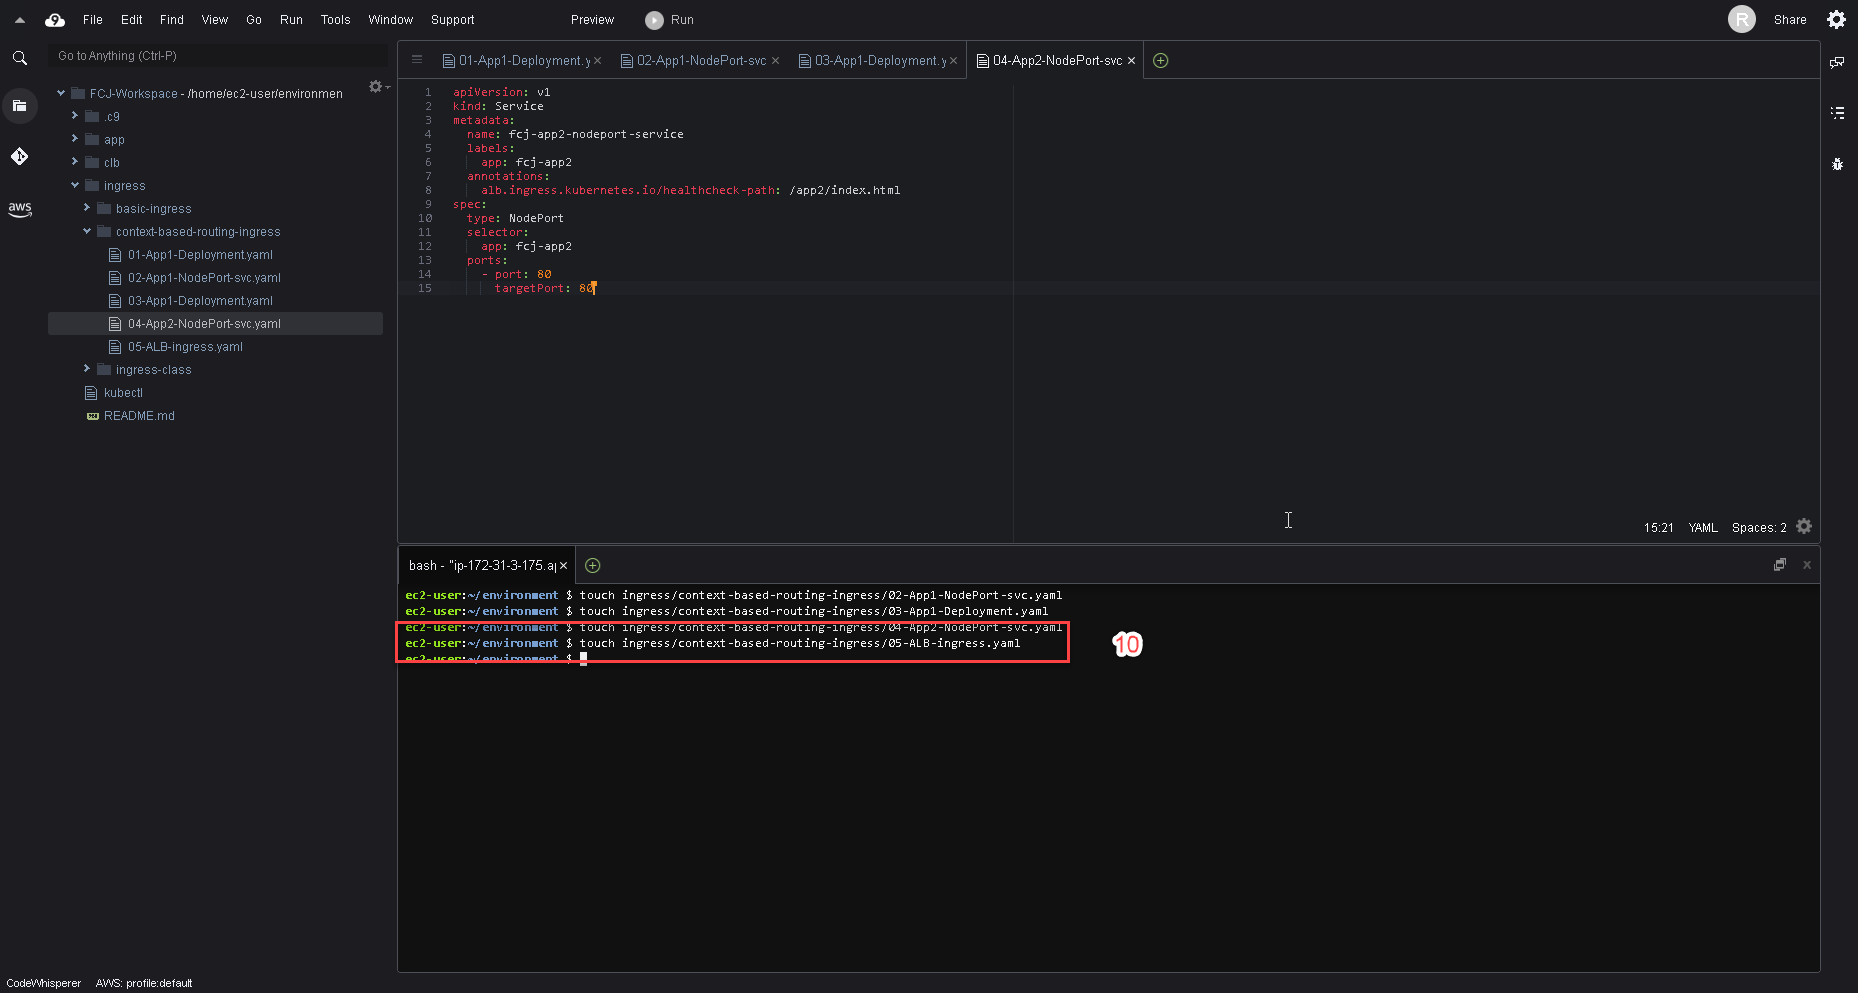 File Edit Find View Go Run Tools Window Support Preview Run R Share
Go to Anything (Ctrl-P)
01-App1-Deployment.y
02-App1-NodePort-svc
03-App1-Deployment.y
04-App2-NodePort-svc
FCJ-Workspace - /home/ec2-user/environmen
.c9
app
clb
ingress
basic-ingress
context-based-routing-ingress
01-App1-Deployment.yaml
02-App1-NodePort-svc.yaml
03-App1-Deployment.yaml
04-App2-NodePort-svc.yaml
05-ALB-ingress.yaml
ingress-class
kubectl
README.md
aws
1 apiVersion: v1
2 kind: Service
3 metadata:
4 name: fcj-app2-nodeport-service
5 labels:
6 app: fcj-app2
7 annotations:
8 alb.ingress.kubernetes.io/healthcheck-path: /app2/index.html
9 spec:
10 type: NodePort
11 selector:
12 app: fcj-app2
13 ports:
14 - port: 80
15 targetPort: 80
15:21 YAML Spaces: 2
bash - "ip-172-31-3-175.ap
ec2-user:~/environment $ touch ingress/context-based-routing-ingress/02-App1-NodePort-svc.yaml
ec2-user:~/environment $ touch ingress/context-based-routing-ingress/03-App1-Deployment.yaml
ec2-user:~/environment $ touch ingress/context-based-routing-ingress/04-App2-NodePort-svc.yaml
ec2-user:~/environment $ touch ingress/context-based-routing-ingress/05-ALB-ingress.yaml
ec2-user:~/environment $
10
CodeWhisperer AWS: profile:default